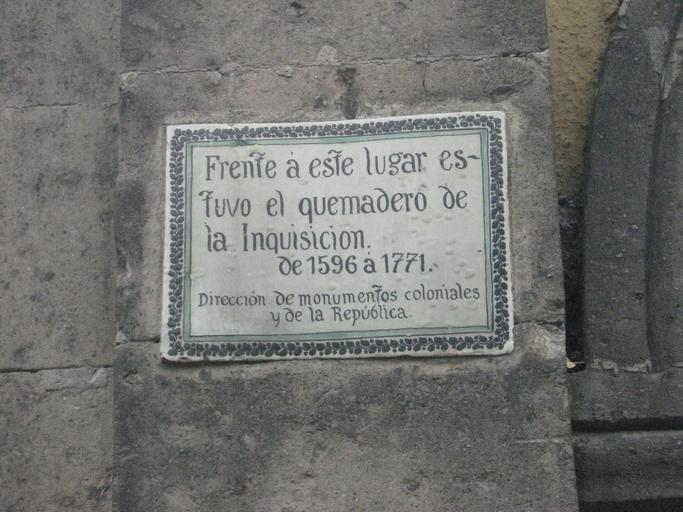 Frente á este lugar es-
tuvo el quemadero de
la Inquisicion.
de 1596 á 1771.
Dirección de monumentos coloniales
y de la República.